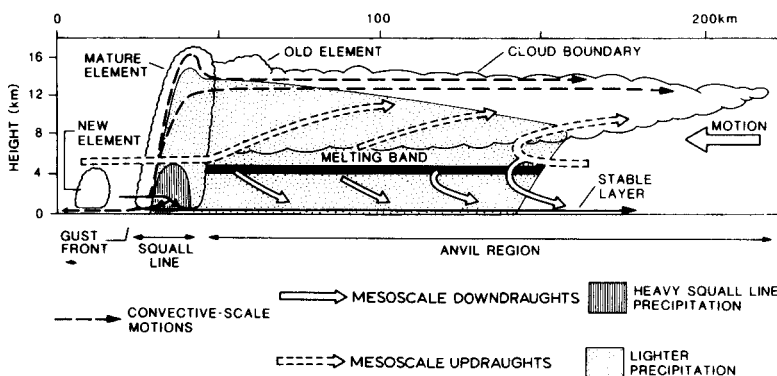 0 100 200km
16
12
8
4
0
HEIGHT (km)
MATURE
ELEMENT
OLD ELEMENT
CLOUD BOUNDARY
NEW
ELEMENT
MELTING BAND
MOTION
STABLE
LAYER
GUST
FRONT
SQUALL
LINE
ANVIL REGION
CONVECTIVE-SCALE
MOTIONS
MESOSCALE DOWNDRAUGHTS
HEAVY SQUALL LINE
PRECIPITATION
MESOSCALE UPDRAUGHTS
LIGHTER
PRECIPITATION